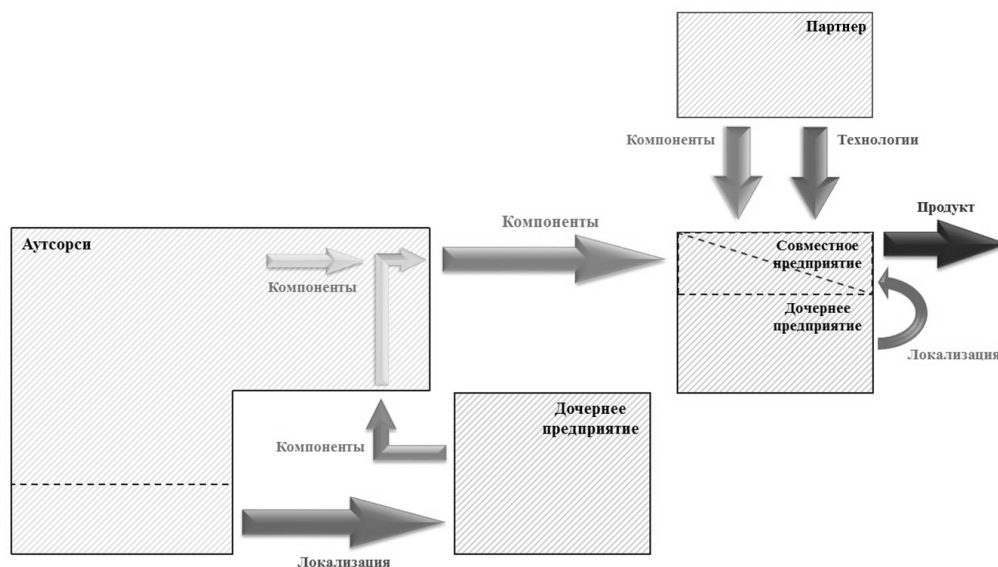 Партнер
Компоненты
Технологии
Продукт
Компоненты
Аутсорси
Совместное
предприятие
Компоненты
Дочернее
предприятие
Локализация
Дочернее
предприятие
Компоненты
Локализация